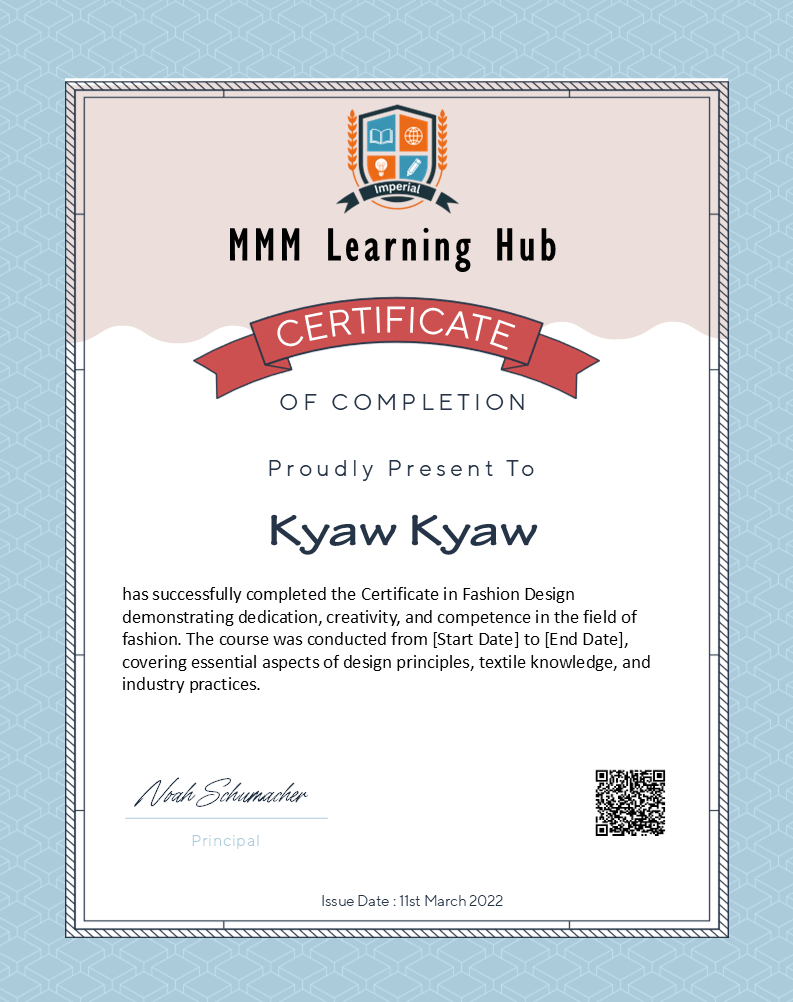 Imperial
MMM Learning Hub
CERTIFICATE
OF COMPLETION
Proudly Present To
Kyaw Kyaw
has successfully completed the Certificate in Fashion Design
demonstrating dedication, creativity, and competence in the field of
fashion. The course was conducted from [Start Date] to [End Date],
covering essential aspects of design principles, textile knowledge, and
industry practices.
Noah Schumacher
Principal
Issue Date : 11st March 2022